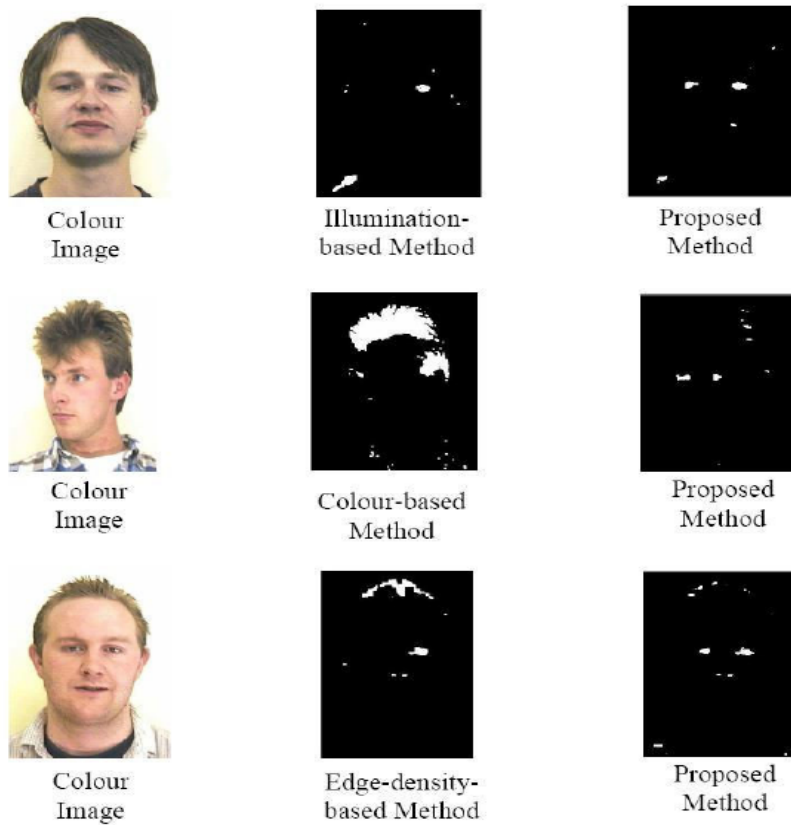 Colour
Image
Illumination-
based Method
Proposed
Method
Colour
Image
Colour-based
Method
Proposed
Method
Colour
Image
Edge-density-
based Method
Proposed
Method